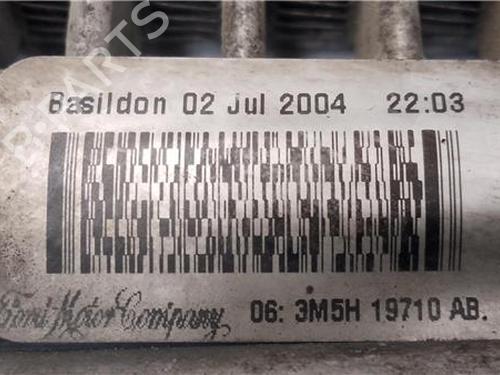 Basildon 02 Jul 2004 22:03
Ford Motor Company,
06: 3M5H 19710 AB.
B-PARTS